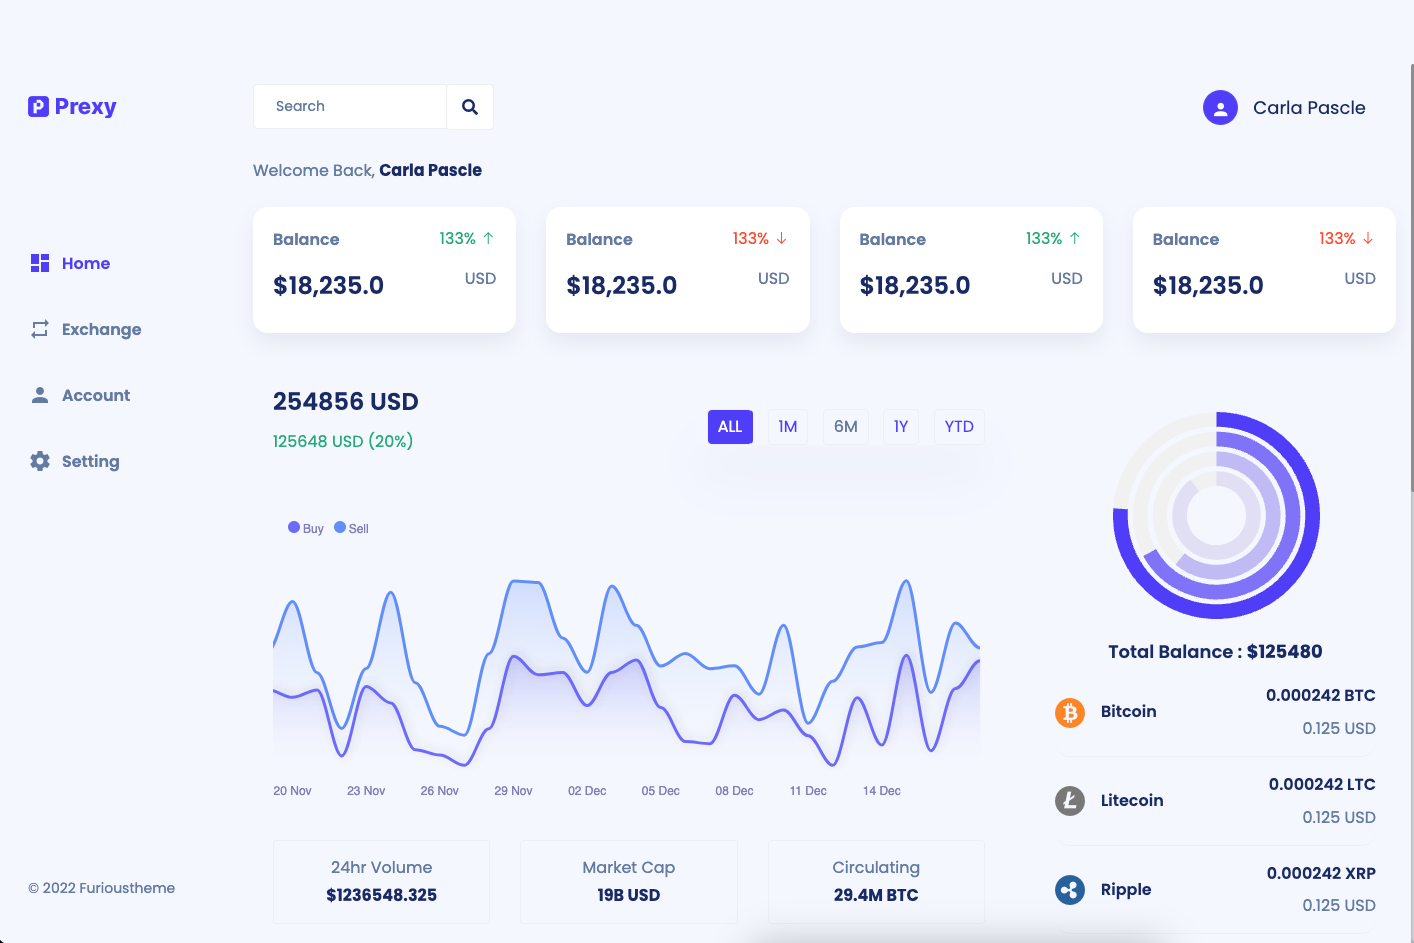 Prexy
Search
Carla Pascle
Welcome Back, Carla Pascle
Home
Exchange
Account
Setting
© 2022 Furioustheme
Balance 133% ↑
$18,235.0 USD
Balance 133% ↓
$18,235.0 USD
Balance 133% ↑
$18,235.0 USD
Balance 133% ↓
$18,235.0 USD
254856 USD
125648 USD (20%)
ALL 1M 6M 1Y YTD
Buy Sell
20 Nov 23 Nov 26 Nov 29 Nov 02 Dec 05 Dec 08 Dec 11 Dec 14 Dec
24hr Volume
$1236548.325
Market Cap
19B USD
Circulating
29.4M BTC
Total Balance : $125480
Bitcoin
0.000242 BTC
0.125 USD
Litecoin
0.000242 LTC
0.125 USD
Ripple
0.000242 XRP
0.125 USD